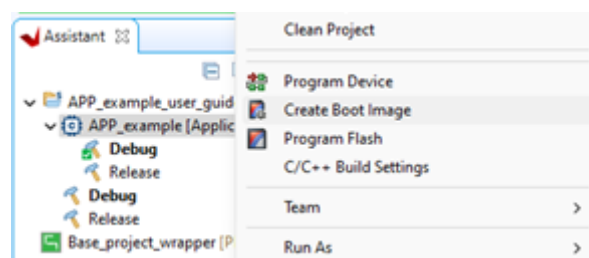 Assistant
APP_example_user_guid
APP_example [Applic
Debug
Release
Debug
Release
Base_project_wrapper [P
Clean Project
Program Device
Create Boot Image
Program Flash
C/C++ Build Settings
Team
Run As